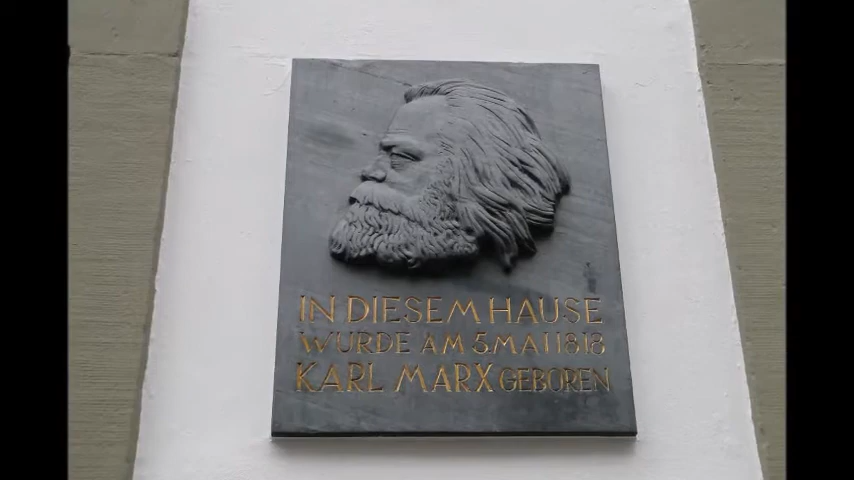 IN DIESEM HAUSE
WURDE AM 5 MAI 1818
KARL MARX GEBOREN